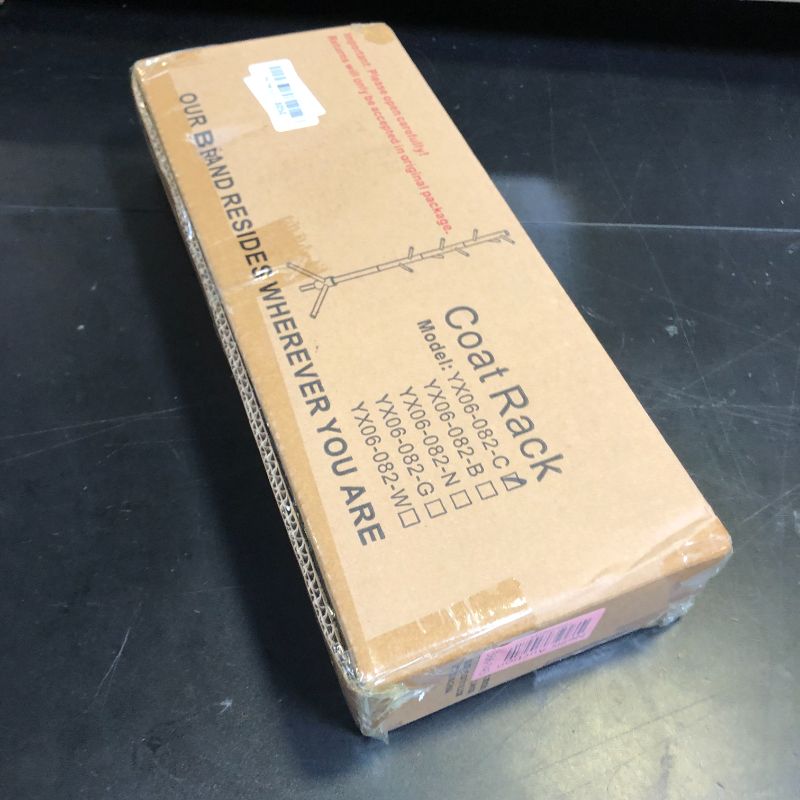 Important: Please open carefully!
Returns will only be accepted in original package.
OUR BRAND RESIDES WHEREVER YOU ARE
Coat Rack
Model: YX06-082-C
YX06-082-B
YX06-082-N
YX06-082-G
YX06-082-W